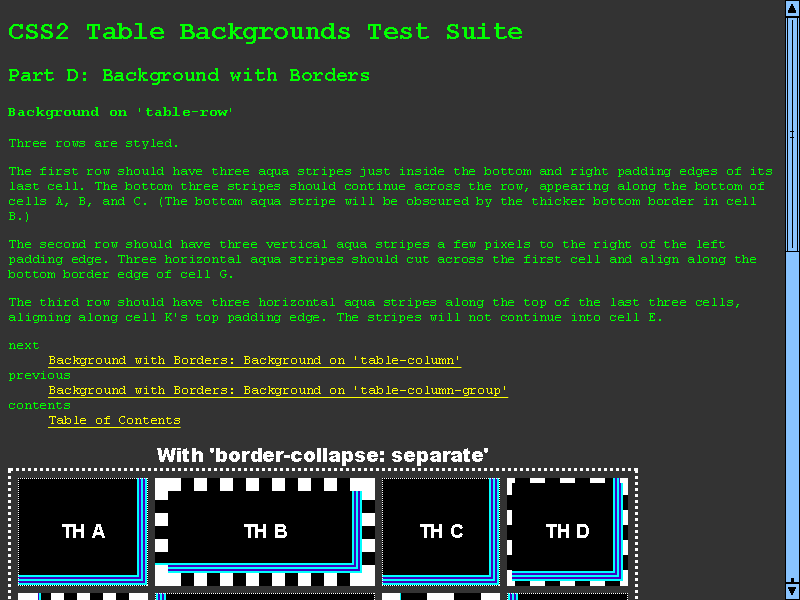 CSS2 Table Backgrounds Test Suite
Part D: Background with Borders
Background on 'table-row'
Three rows are styled.
The first row should have three aqua stripes just inside the bottom and right padding edges of its
last cell. The bottom three stripes should continue across the row, appearing along the bottom of
cells A, B, and C. (The bottom aqua stripe will be obscured by the thicker bottom border in cell
B.)
The second row should have three vertical aqua stripes a few pixels to the right of the left
padding edge. Three horizontal aqua stripes should cut across the first cell and align along the
bottom border edge of cell G.
The third row should have three horizontal aqua stripes along the top of the last three cells,
aligning along cell K's top padding edge. The stripes will not continue into cell E.
next
Background with Borders: Background on 'table-column'
previous
Background with Borders: Background on 'table-column-group'
contents
Table of Contents
With 'border-collapse: separate'
TH A TH B TH C TH D